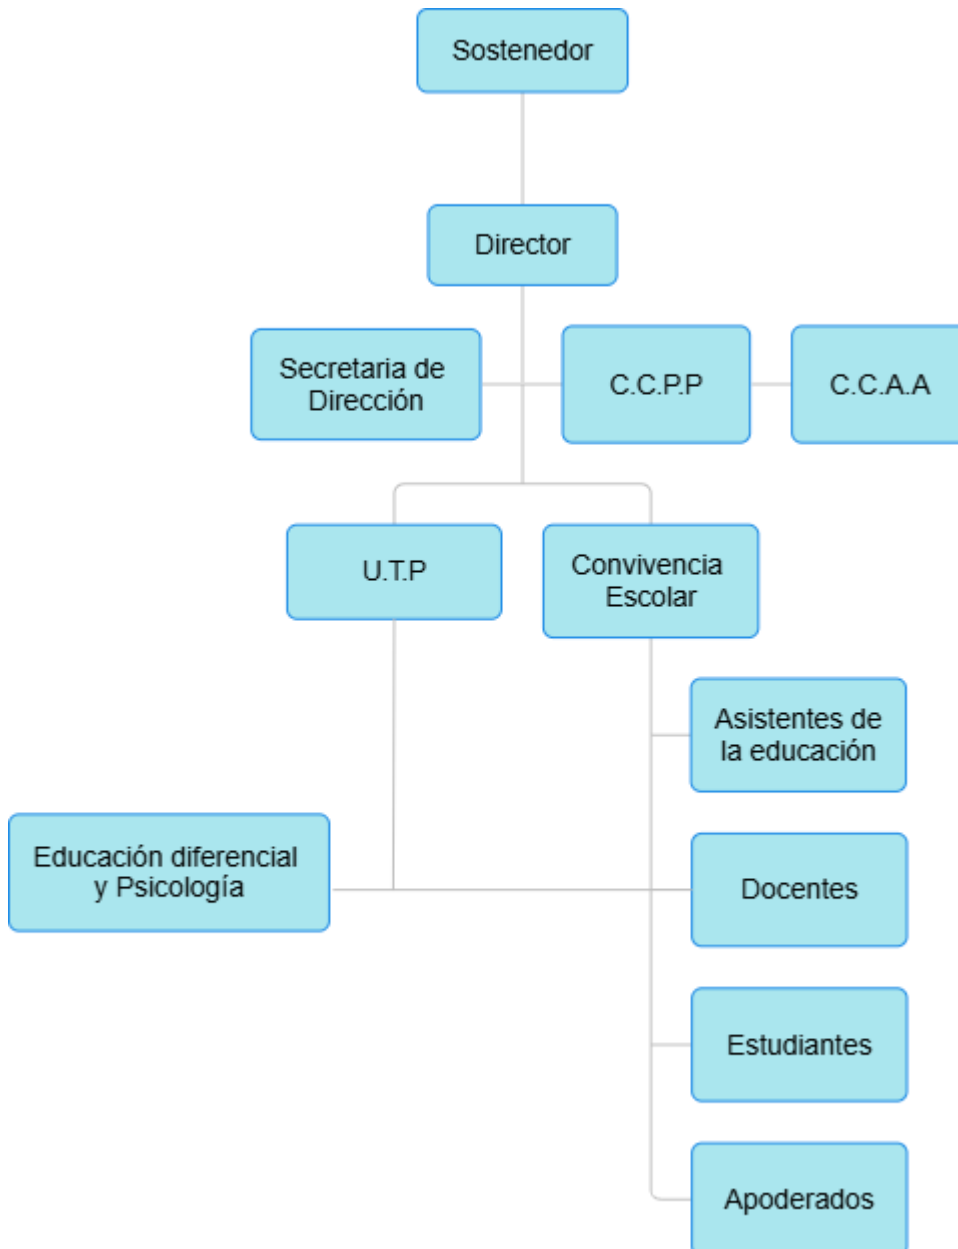 Sostenedor
Director
Secretaria de
Dirección
C.C.P.P
C.C.A.A
U.T.P
Convivencia
Escolar
Asistentes de
la educación
Educación diferencial
y Psicología
Docentes
Estudiantes
Apoderados